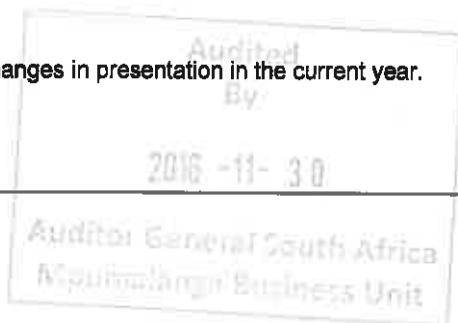 Audited
anges in presentation in the current year.
By
2016 -11- 30
Auditor General South Africa
Mpumalanga Business Unit